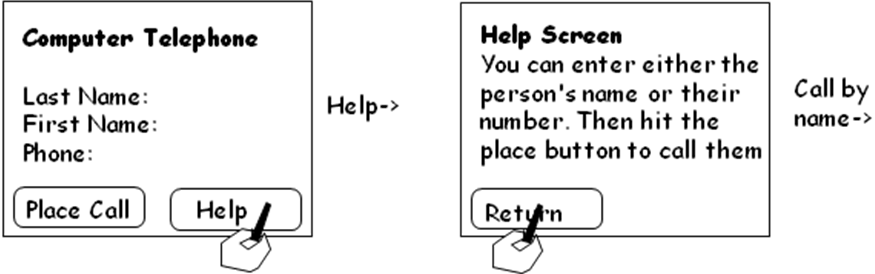 Computer Telephone
Last Name:
First Name:
Phone:
Place Call
Help
Help->
Help Screen
You can enter either the
person's name or their
number. Then hit the
place button to call them
Return
Call by
name->